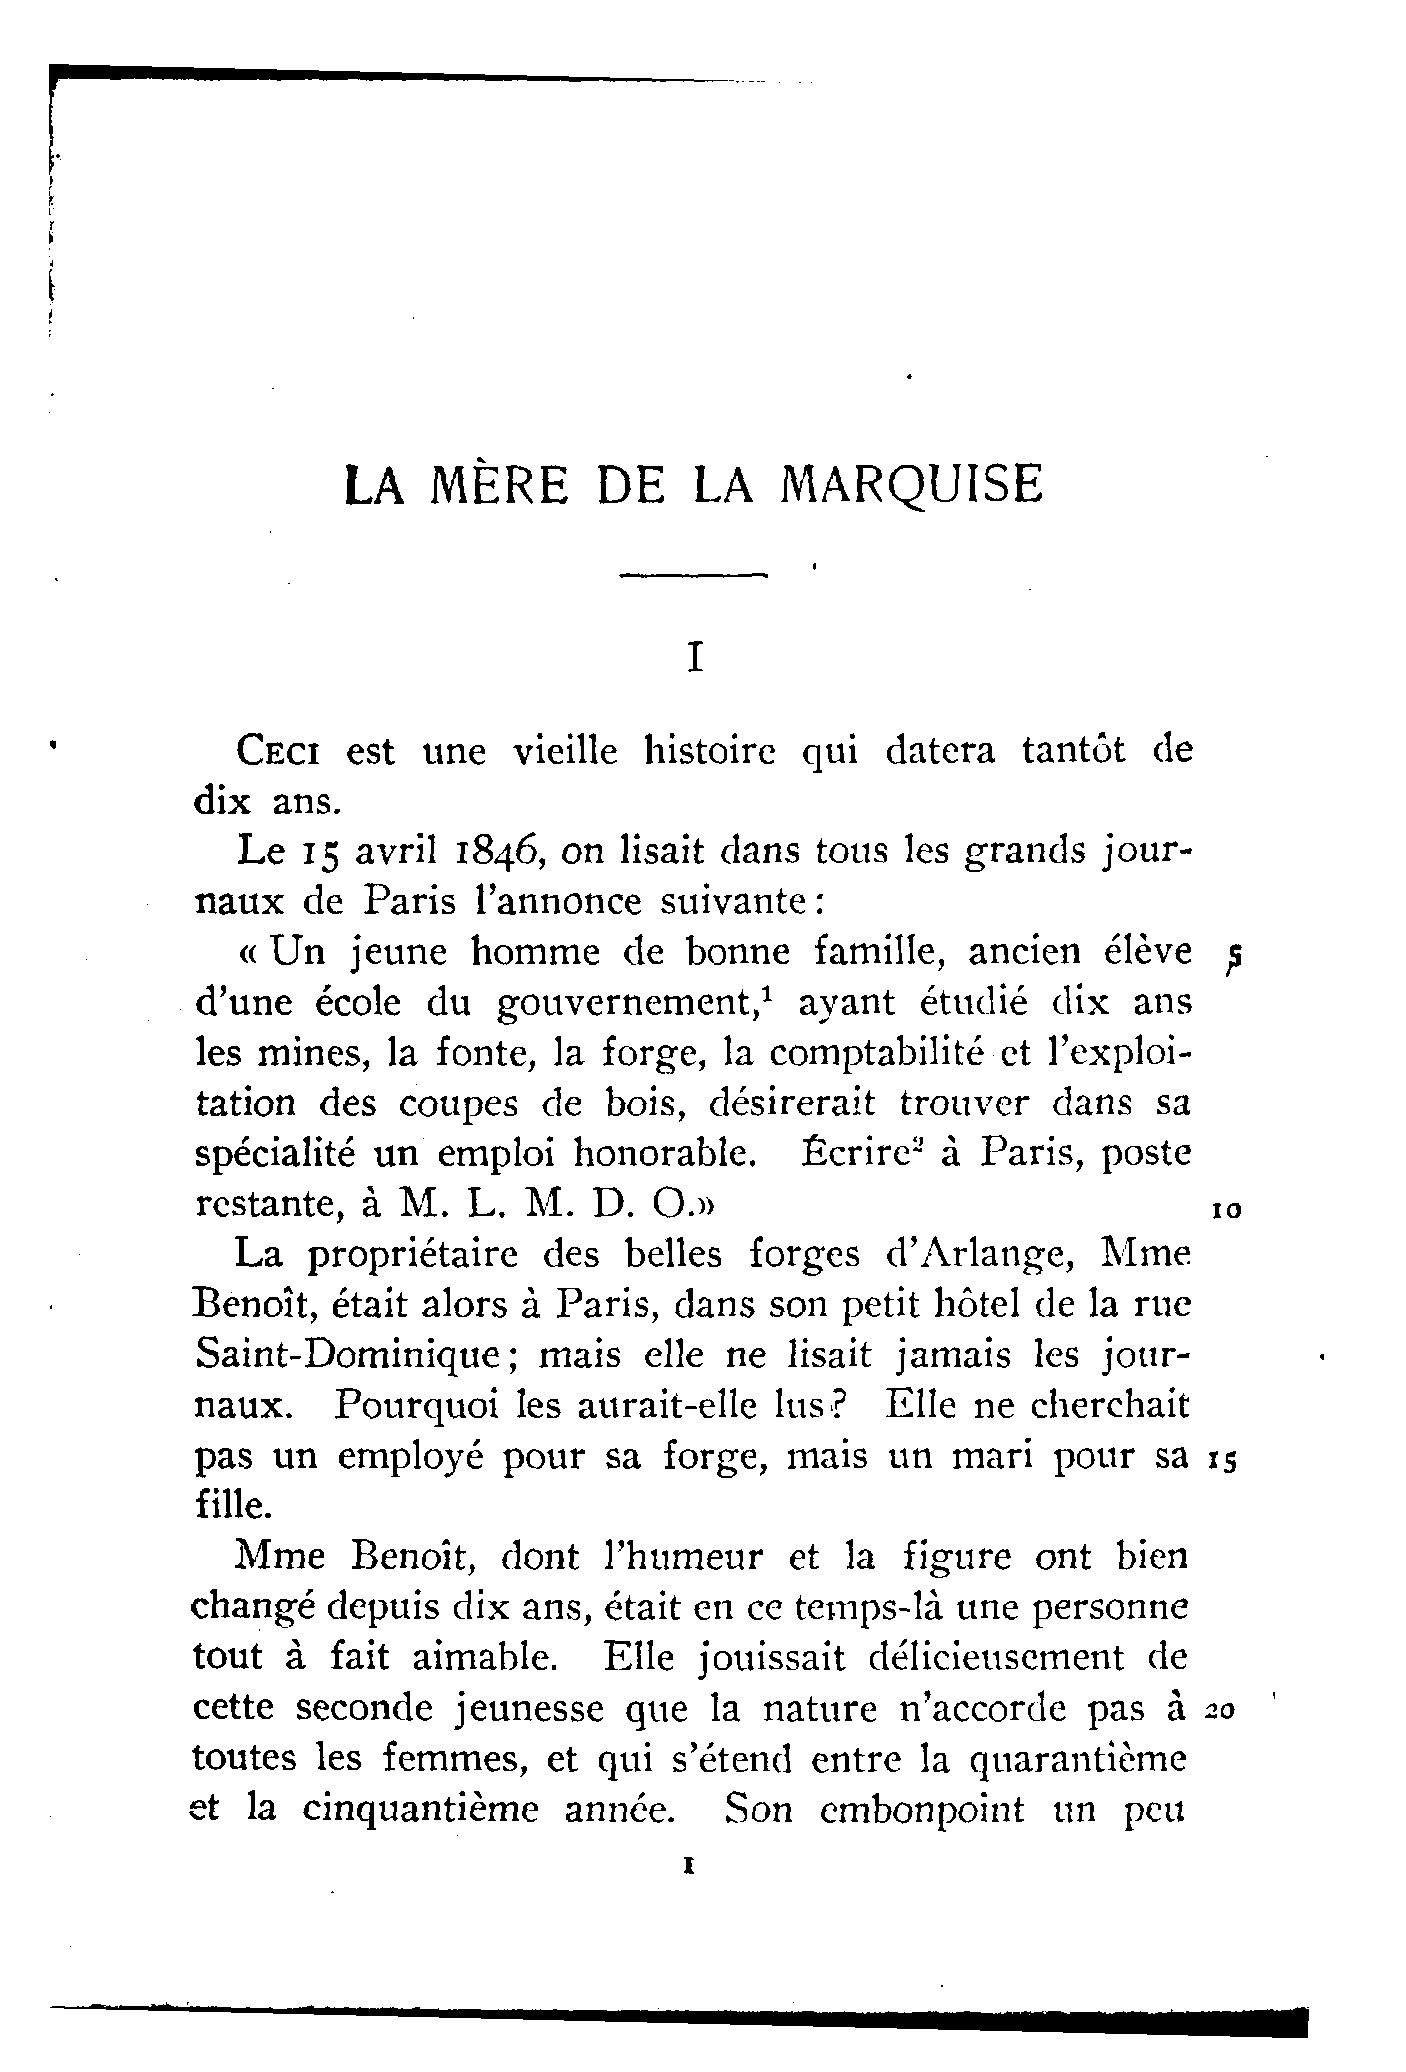 LA MÈRE DE LA MARQUISE
I
CECI est une vieille histoire qui datera tantôt de
dix ans.
Le 15 avril 1846, on lisait dans tous les grands jour-
naux de Paris l'annonce suivante :
« Un jeune homme de bonne famille, ancien élève 5
d'une école du gouvernement,¹ ayant étudié dix ans
les mines, la fonte, la forge, la comptabilité et l'exploi-
tation des coupes de bois, désirerait trouver dans sa
spécialité un emploi honorable. Écrire² à Paris, poste
restante, à M. L. M. D. O.» 10
La propriétaire des belles forges d'Arlange, Mme
Benoît, était alors à Paris, dans son petit hôtel de la rue
Saint-Dominique ; mais elle ne lisait jamais les jour-
naux. Pourquoi les aurait-elle lus ? Elle ne cherchait
pas un employé pour sa forge, mais un mari pour sa 15
fille.
Mme Benoît, dont l'humeur et la figure ont bien
changé depuis dix ans, était en ce temps-là une personne
tout à fait aimable. Elle jouissait délicieusement de
cette seconde jeunesse que la nature n'accorde pas à 20
toutes les femmes, et qui s'étend entre la quarantième
et la cinquantième année. Son embonpoint un peu
1